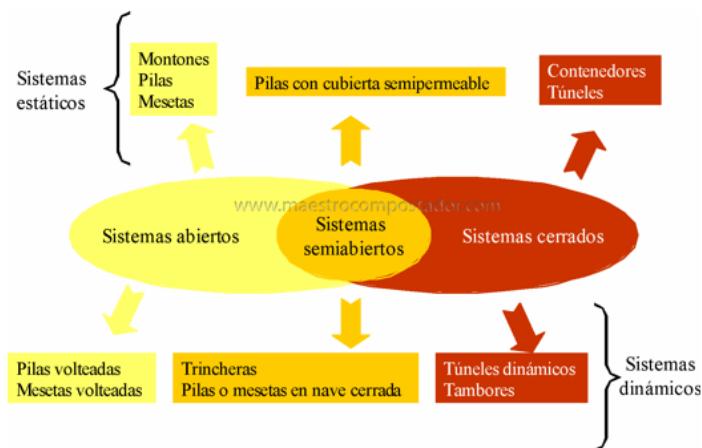 Sistemas
estáticos
Montones
Pilas
Mesetas
Pilas con cubierta semipermeable
Contenedores
Túneles
www.maestrocompostador.com
Sistemas abiertos
Sistemas
semiabiertos
Sistemas cerrados
Pilas volteadas
Mesetas volteadas
Trincheras
Pilas o mesetas en nave cerrada
Túneles dinámicos
Tambores
Sistemas
dinámicos